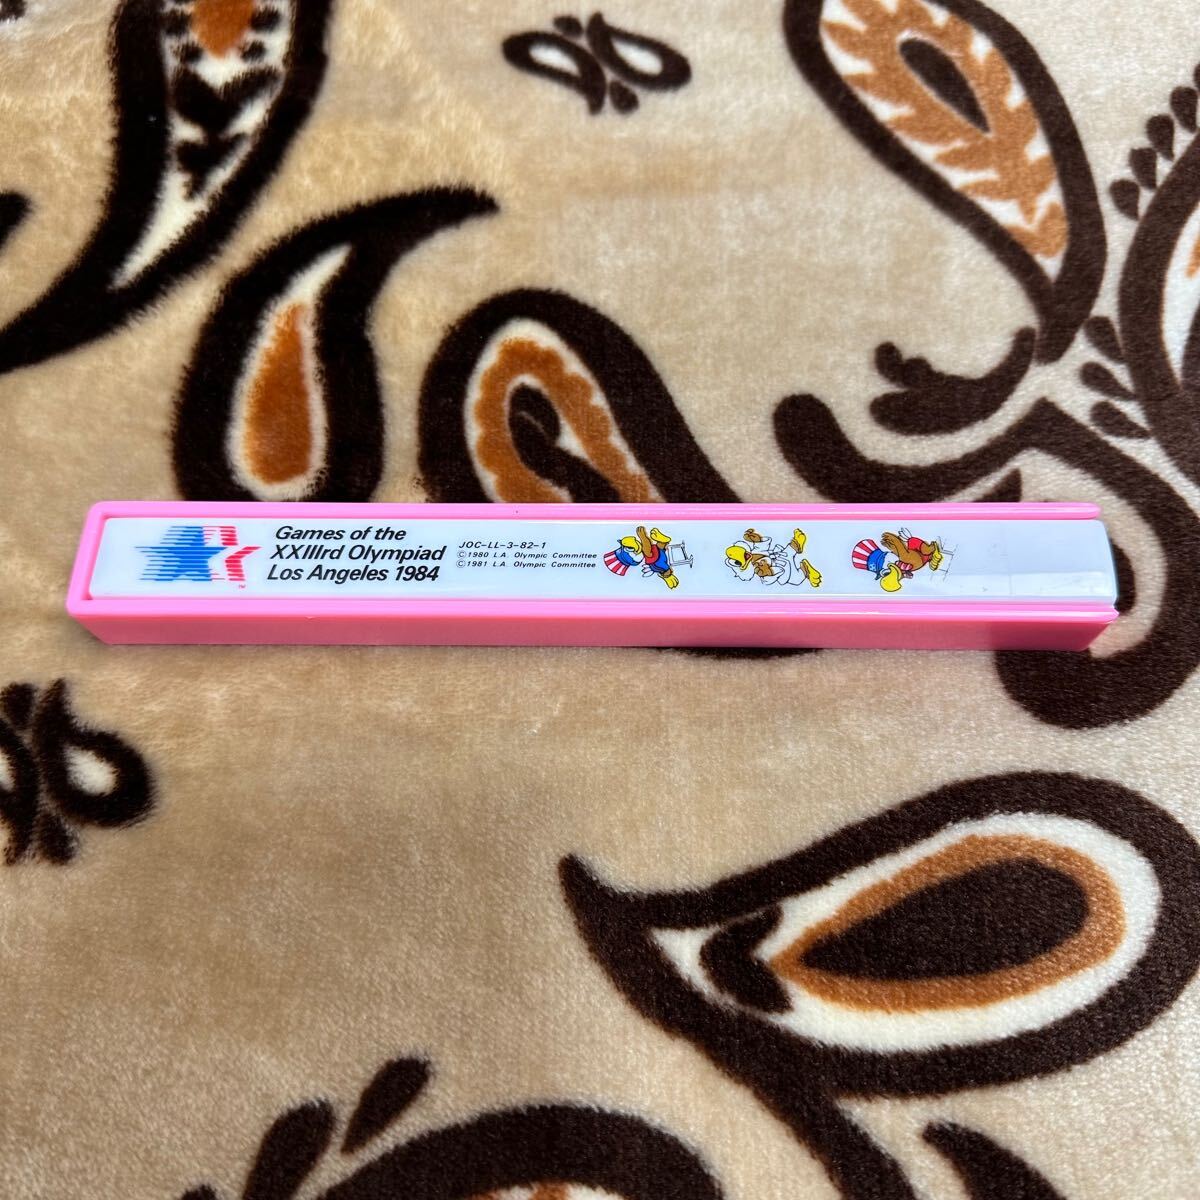 Games of the
XXIIIrd Olympiad
Los Angeles 1984
TM
JOC-LL-3-82-1
©1980 L.A. Olympic Committee
©1981 L.A. Olympic Committee